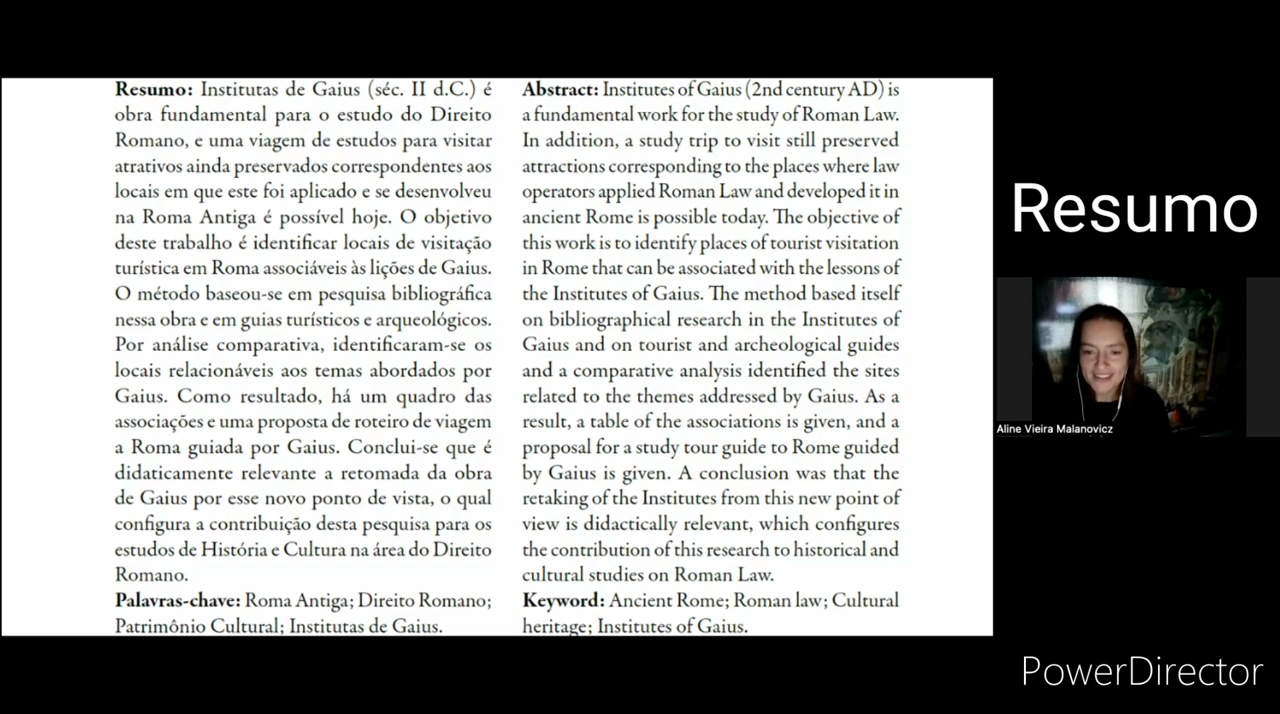 Resumo: Institutas de Gaius (séc. II d.C.) é
obra fundamental para o estudo do Direito
Romano, e uma viagem de estudos para visitar
atrativos ainda preservados correspondentes aos
locais em que este foi aplicado e se desenvolveu
na Roma Antiga é possível hoje. O objetivo
deste trabalho é identificar locais de visitação
turística em Roma associáveis às lições de Gaius.
O método baseou-se em pesquisa bibliográfica
nessa obra e em guias turísticos e arqueológicos.
Por análise comparativa, identificaram-se os
locais relacionáveis aos temas abordados por
Gaius. Como resultado, há um quadro das
associações e uma proposta de roteiro de viagem
a Roma guiada por Gaius. Conclui-se que é
didaticamente relevante a retomada da obra
de Gaius por esse novo ponto de vista, o qual
configura a contribuição desta pesquisa para os
estudos de História e Cultura na área do Direito
Romano.
Palavras-chave: Roma Antiga; Direito Romano;
Patrimônio Cultural; Institutas de Gaius.
Abstract: Institutes of Gaius (2nd century AD) is
a fundamental work for the study of Roman Law.
In addition, a study trip to visit still preserved
attractions corresponding to the places where law
operators applied Roman Law and developed it in
ancient Rome is possible today. The objective of
this work is to identify places of tourist visitation
in Rome that can be associated with the lessons of
the Institutes of Gaius. The method based itself
on bibliographical research in the Institutes of
Gaius and on tourist and archeological guides
and a comparative analysis identified the sites
related to the themes addressed by Gaius. As a
result, a table of the associations is given, and a
proposal for a study tour guide to Rome guided
by Gaius is given. A conclusion was that the
retaking of the Institutes from this new point of
view is didactically relevant, which configures
the contribution of this research to historical and
cultural studies on Roman Law.
Keyword: Ancient Rome; Roman law; Cultural
heritage; Institutes of Gaius.
Resumo
Aline Vieira Malanovicz
PowerDirector